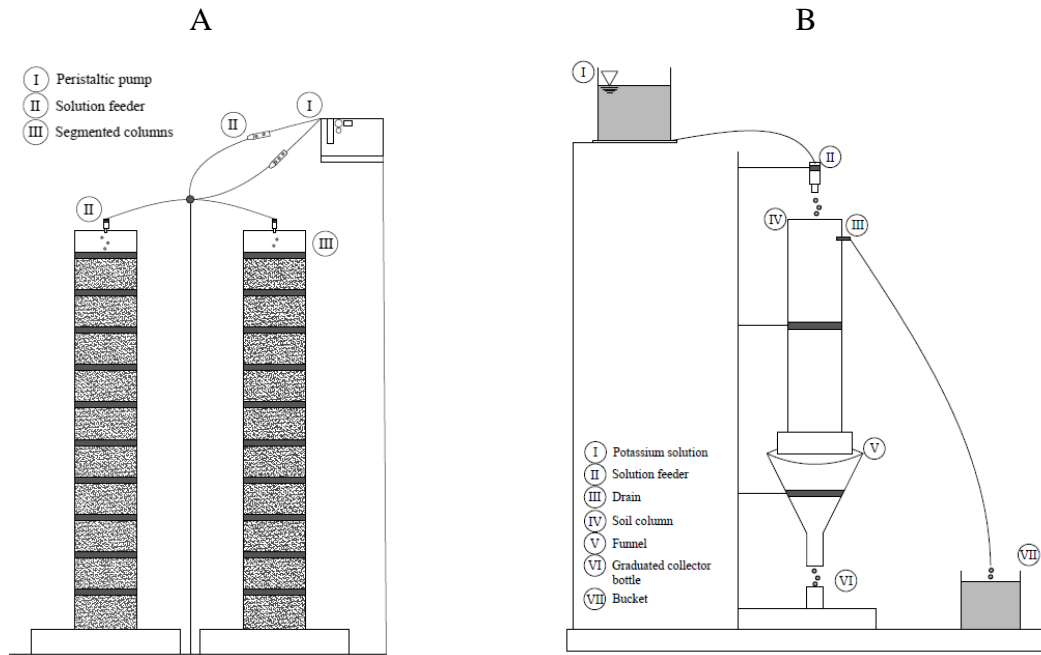 A
I Peristaltic pump
II Solution feeder
III Segmented columns
I
II
II
III
B
I
II
IV
III
I Potassium solution
II Solution feeder
III Drain
IV Soil column
V Funnel
VI Graduated collector
bottle
VII Bucket
V
VI
VII